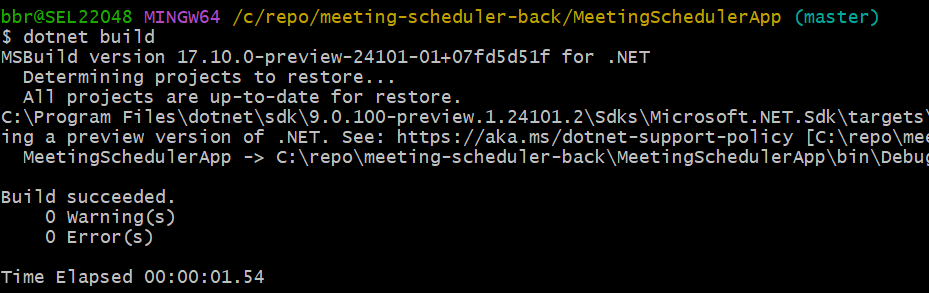 bbr@SEL22048 MINGW64 /c/repo/meeting-scheduler-back/MeetingSchedulerApp (master)
$ dotnet build
MSBuild version 17.10.0-preview-24101-01+07fd5d51f for .NET
  Determining projects to restore...
  All projects are up-to-date for restore.
C:\Program Files\dotnet\sdk\9.0.100-preview.1.24101.2\Sdks\Microsoft.NET.Sdk\targets\
ing a preview version of .NET. See: https://aka.ms/dotnet-support-policy [C:\repo\mee
  MeetingSchedulerApp -> C:\repo\meeting-scheduler-back\MeetingSchedulerApp\bin\Debug
Build succeeded.
    0 Warning(s)
    0 Error(s)
Time Elapsed 00:00:01.54